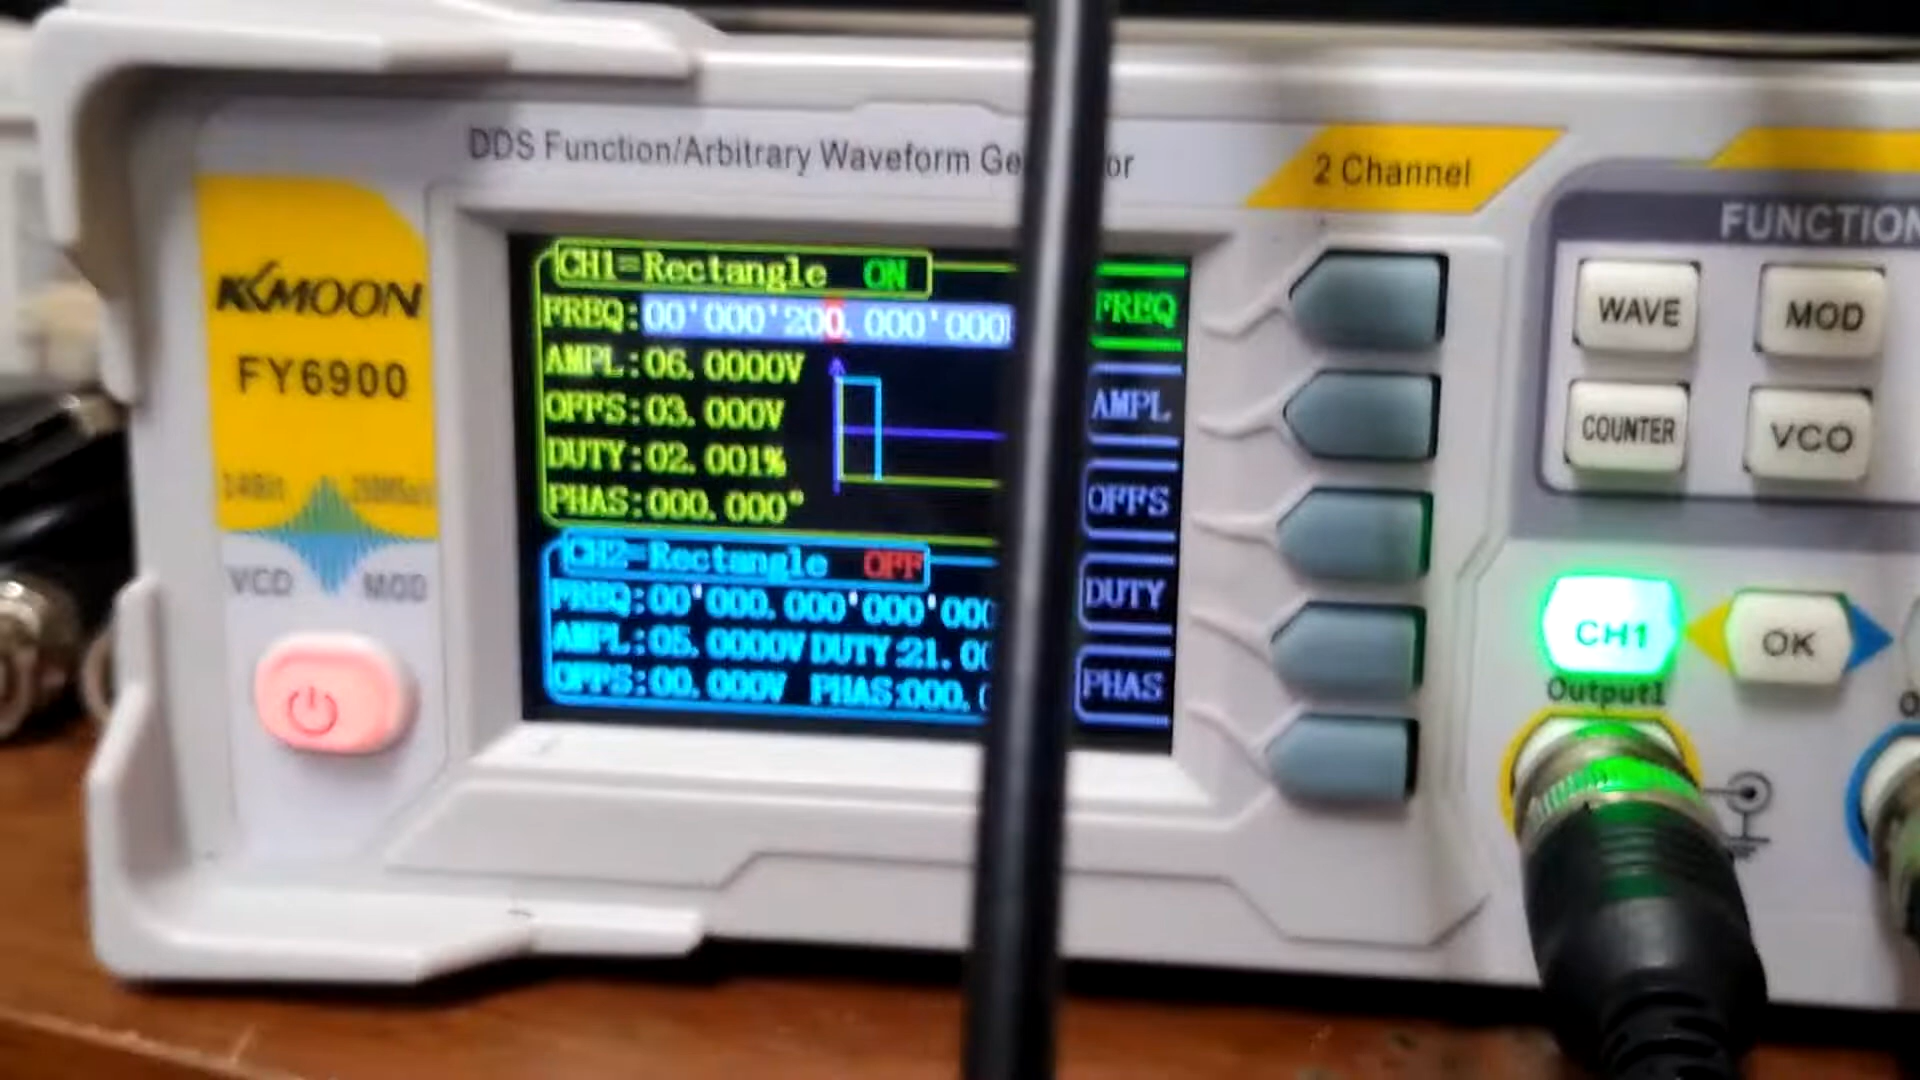 DDS Function/Arbitrary Waveform Ge or
2 Channel
FUNCTION
KKMOON
FY6900
VCO MOD
CH1=Rectangle ON
FREQ:00'000'200.000'000
AMPL:06.0000V
OFFS:03.000V
DUTY:02.001%
PHAS:000.000°
CH2=Rectangle OFF
FREQ:00'000.000'000'000
AMPL:05.0000V DUTY:21.0
OFFS:00.000V PHAS:000.
FREQ
AMPL
OFFS
DUTY
PHAS
WAVE
MOD
COUNTER
VCO
CH1
OK
Output1